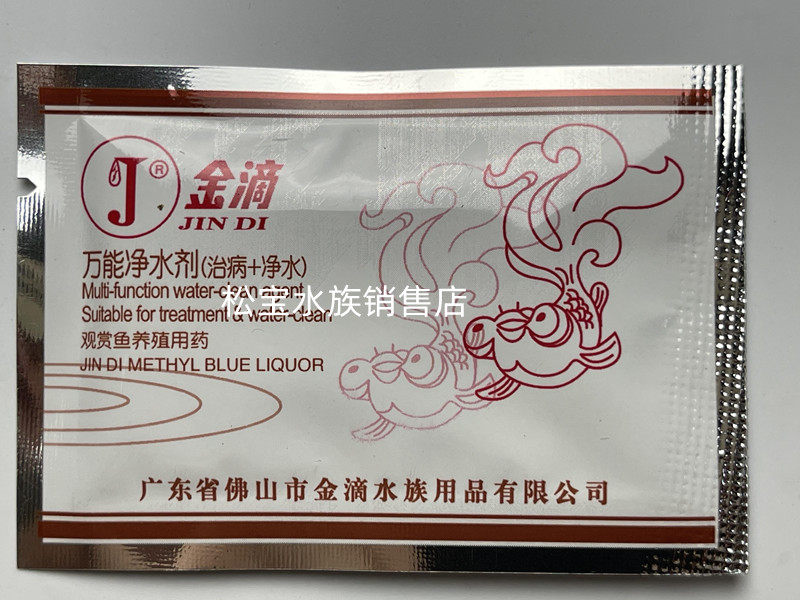 J®
金滴
JIN DI
万能净水剂(治病+净水)
Multi-function water-clean agent
松宝水族销售店
Suitable for treatment & water-clean
观赏鱼养殖用药
JIN DI METHYL BLUE LIQUOR
广东省佛山市金滴水族用品有限公司